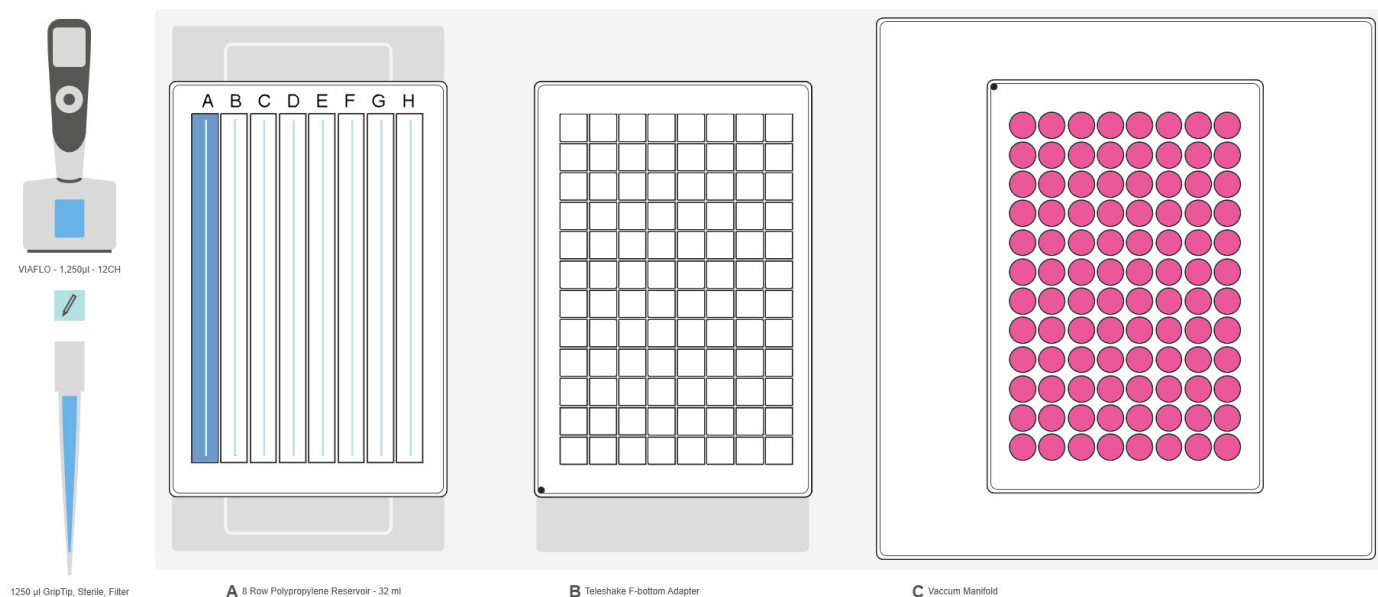 A B C D E F G H
VIAFLO - 1,250µl - 12CH
1250 µl GripTip, Sterile, Filter
A 8 Row Polypropylene Reservoir - 32 ml
B Teleshake F-bottom Adapter
C Vaccum Manifold